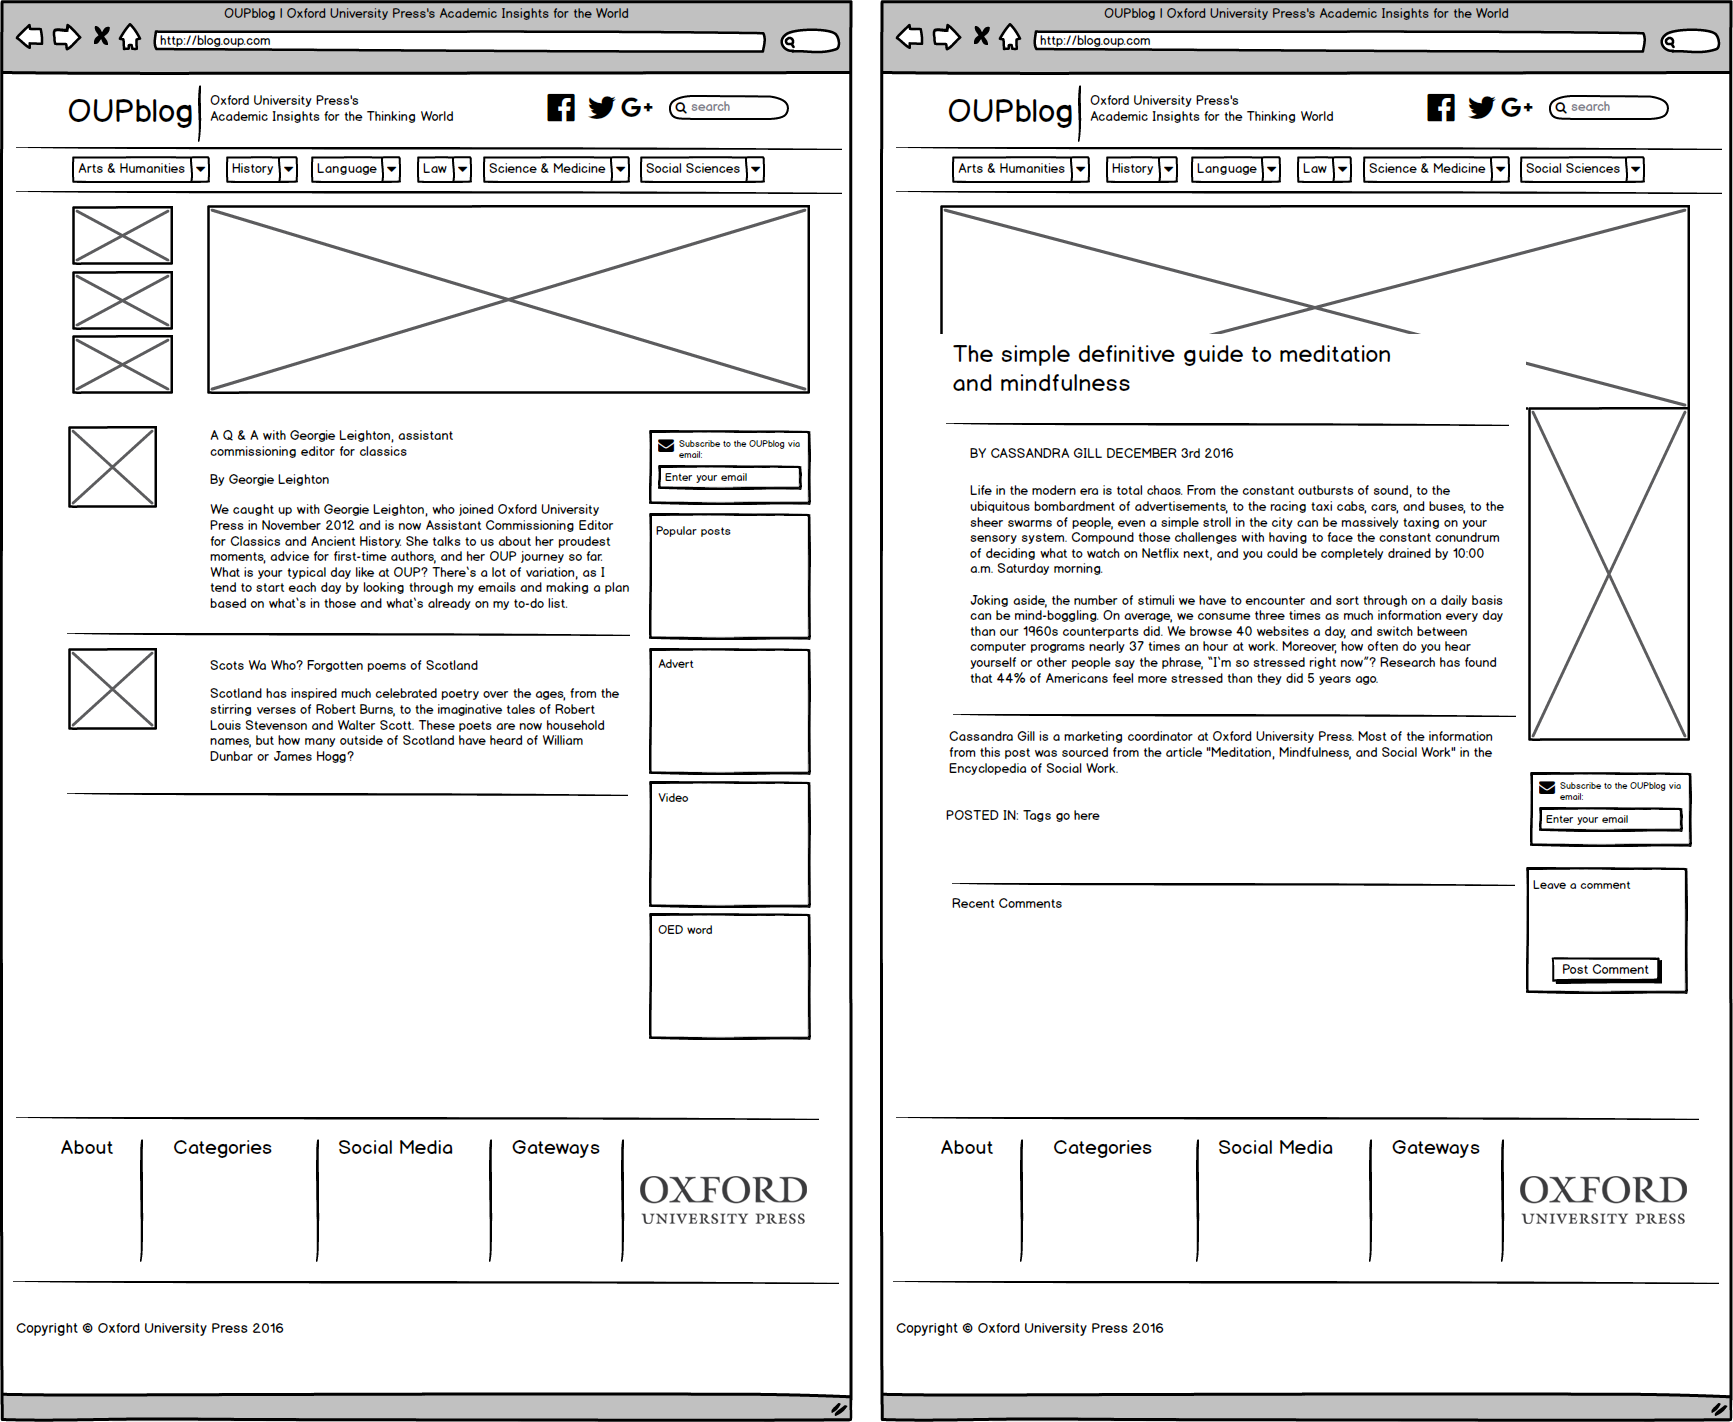 OUPblog | Oxford University Press's Academic Insights for the World
http://blog.oup.com
OUPblog
Oxford University Press's
Academic Insights for the Thinking World
G+
search
Arts & Humanities
History
Language
Law
Science & Medicine
Social Sciences
A Q & A with Georgie Leighton, assistant
commissioning editor for classics
By Georgie Leighton
We caught up with Georgie Leighton, who joined Oxford University
Press in November 2012 and is now Assistant Commissioning Editor
for Classics and Ancient History. She talks to us about her proudest
moments, advice for first-time authors, and her OUP journey so far.
What is your typical day like at OUP? There`s a lot of variation, as I
tend to start each day by looking through my emails and making a plan
based on what`s in those and what`s already on my to-do list.
Scots Wa Who? Forgotten poems of Scotland
Scotland has inspired much celebrated poetry over the ages, from the
stirring verses of Robert Burns, to the imaginative tales of Robert
Louis Stevenson and Walter Scott. These poets are now household
names, but how many outside of Scotland have heard of William
Dunbar or James Hogg?
Subscribe to the OUPblog via
email:
Enter your email
Popular posts
Advert
Video
OED word
About
Categories
Social Media
Gateways
OXFORD
UNIVERSITY PRESS
Copyright © Oxford University Press 2016
OUPblog | Oxford University Press's Academic Insights for the World
http://blog.oup.com
OUPblog
Oxford University Press's
Academic Insights for the Thinking World
G+
search
Arts & Humanities
History
Language
Law
Science & Medicine
Social Sciences
The simple definitive guide to meditation
and mindfulness
BY CASSANDRA GILL DECEMBER 3rd 2016
Life in the modern era is total chaos. From the constant outbursts of sound, to the
ubiquitous bombardment of advertisements, to the racing taxi cabs, cars, and buses, to the
sheer swarms of people, even a simple stroll in the city can be massively taxing on your
sensory system. Compound those challenges with having to face the constant conundrum
of deciding what to watch on Netflix next, and you could be completely drained by 10:00
a.m. Saturday morning.
Joking aside, the number of stimuli we have to encounter and sort through on a daily basis
can be mind-boggling. On average, we consume three times as much information every day
than our 1960s counterparts did. We browse 40 websites a day, and switch between
computer programs nearly 37 times an hour at work. Moreover, how often do you hear
yourself or other people say the phrase, “I`m so stressed right now”? Research has found
that 44% of Americans feel more stressed than they did 5 years ago.
Cassandra Gill is a marketing coordinator at Oxford University Press. Most of the information
from this post was sourced from the article "Meditation, Mindfulness, and Social Work" in the
Encyclopedia of Social Work.
POSTED IN: Tags go here
Recent Comments
Subscribe to the OUPblog via
email:
Enter your email
Leave a comment
Post Comment
About
Categories
Social Media
Gateways
OXFORD
UNIVERSITY PRESS
Copyright © Oxford University Press 2016